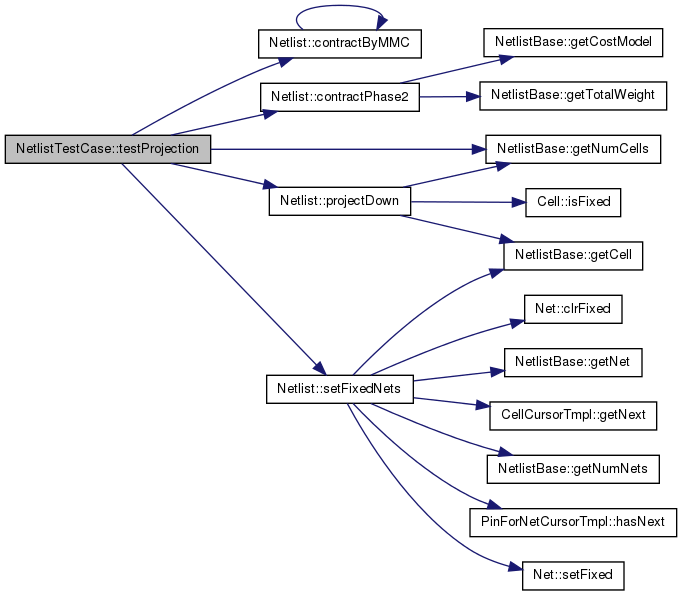 Netlist::contractByMMC
NetlistBase::getCostModel
Netlist::contractPhase2
NetlistBase::getTotalWeight
NetlistTestCase::testProjection
NetlistBase::getNumCells
Netlist::projectDown
Cell::isFixed
NetlistBase::getCell
Net::clrFixed
NetlistBase::getNet
Netlist::setFixedNets
CellCursorTmpl::getNext
NetlistBase::getNumNets
PinForNetCursorTmpl::hasNext
Net::setFixed